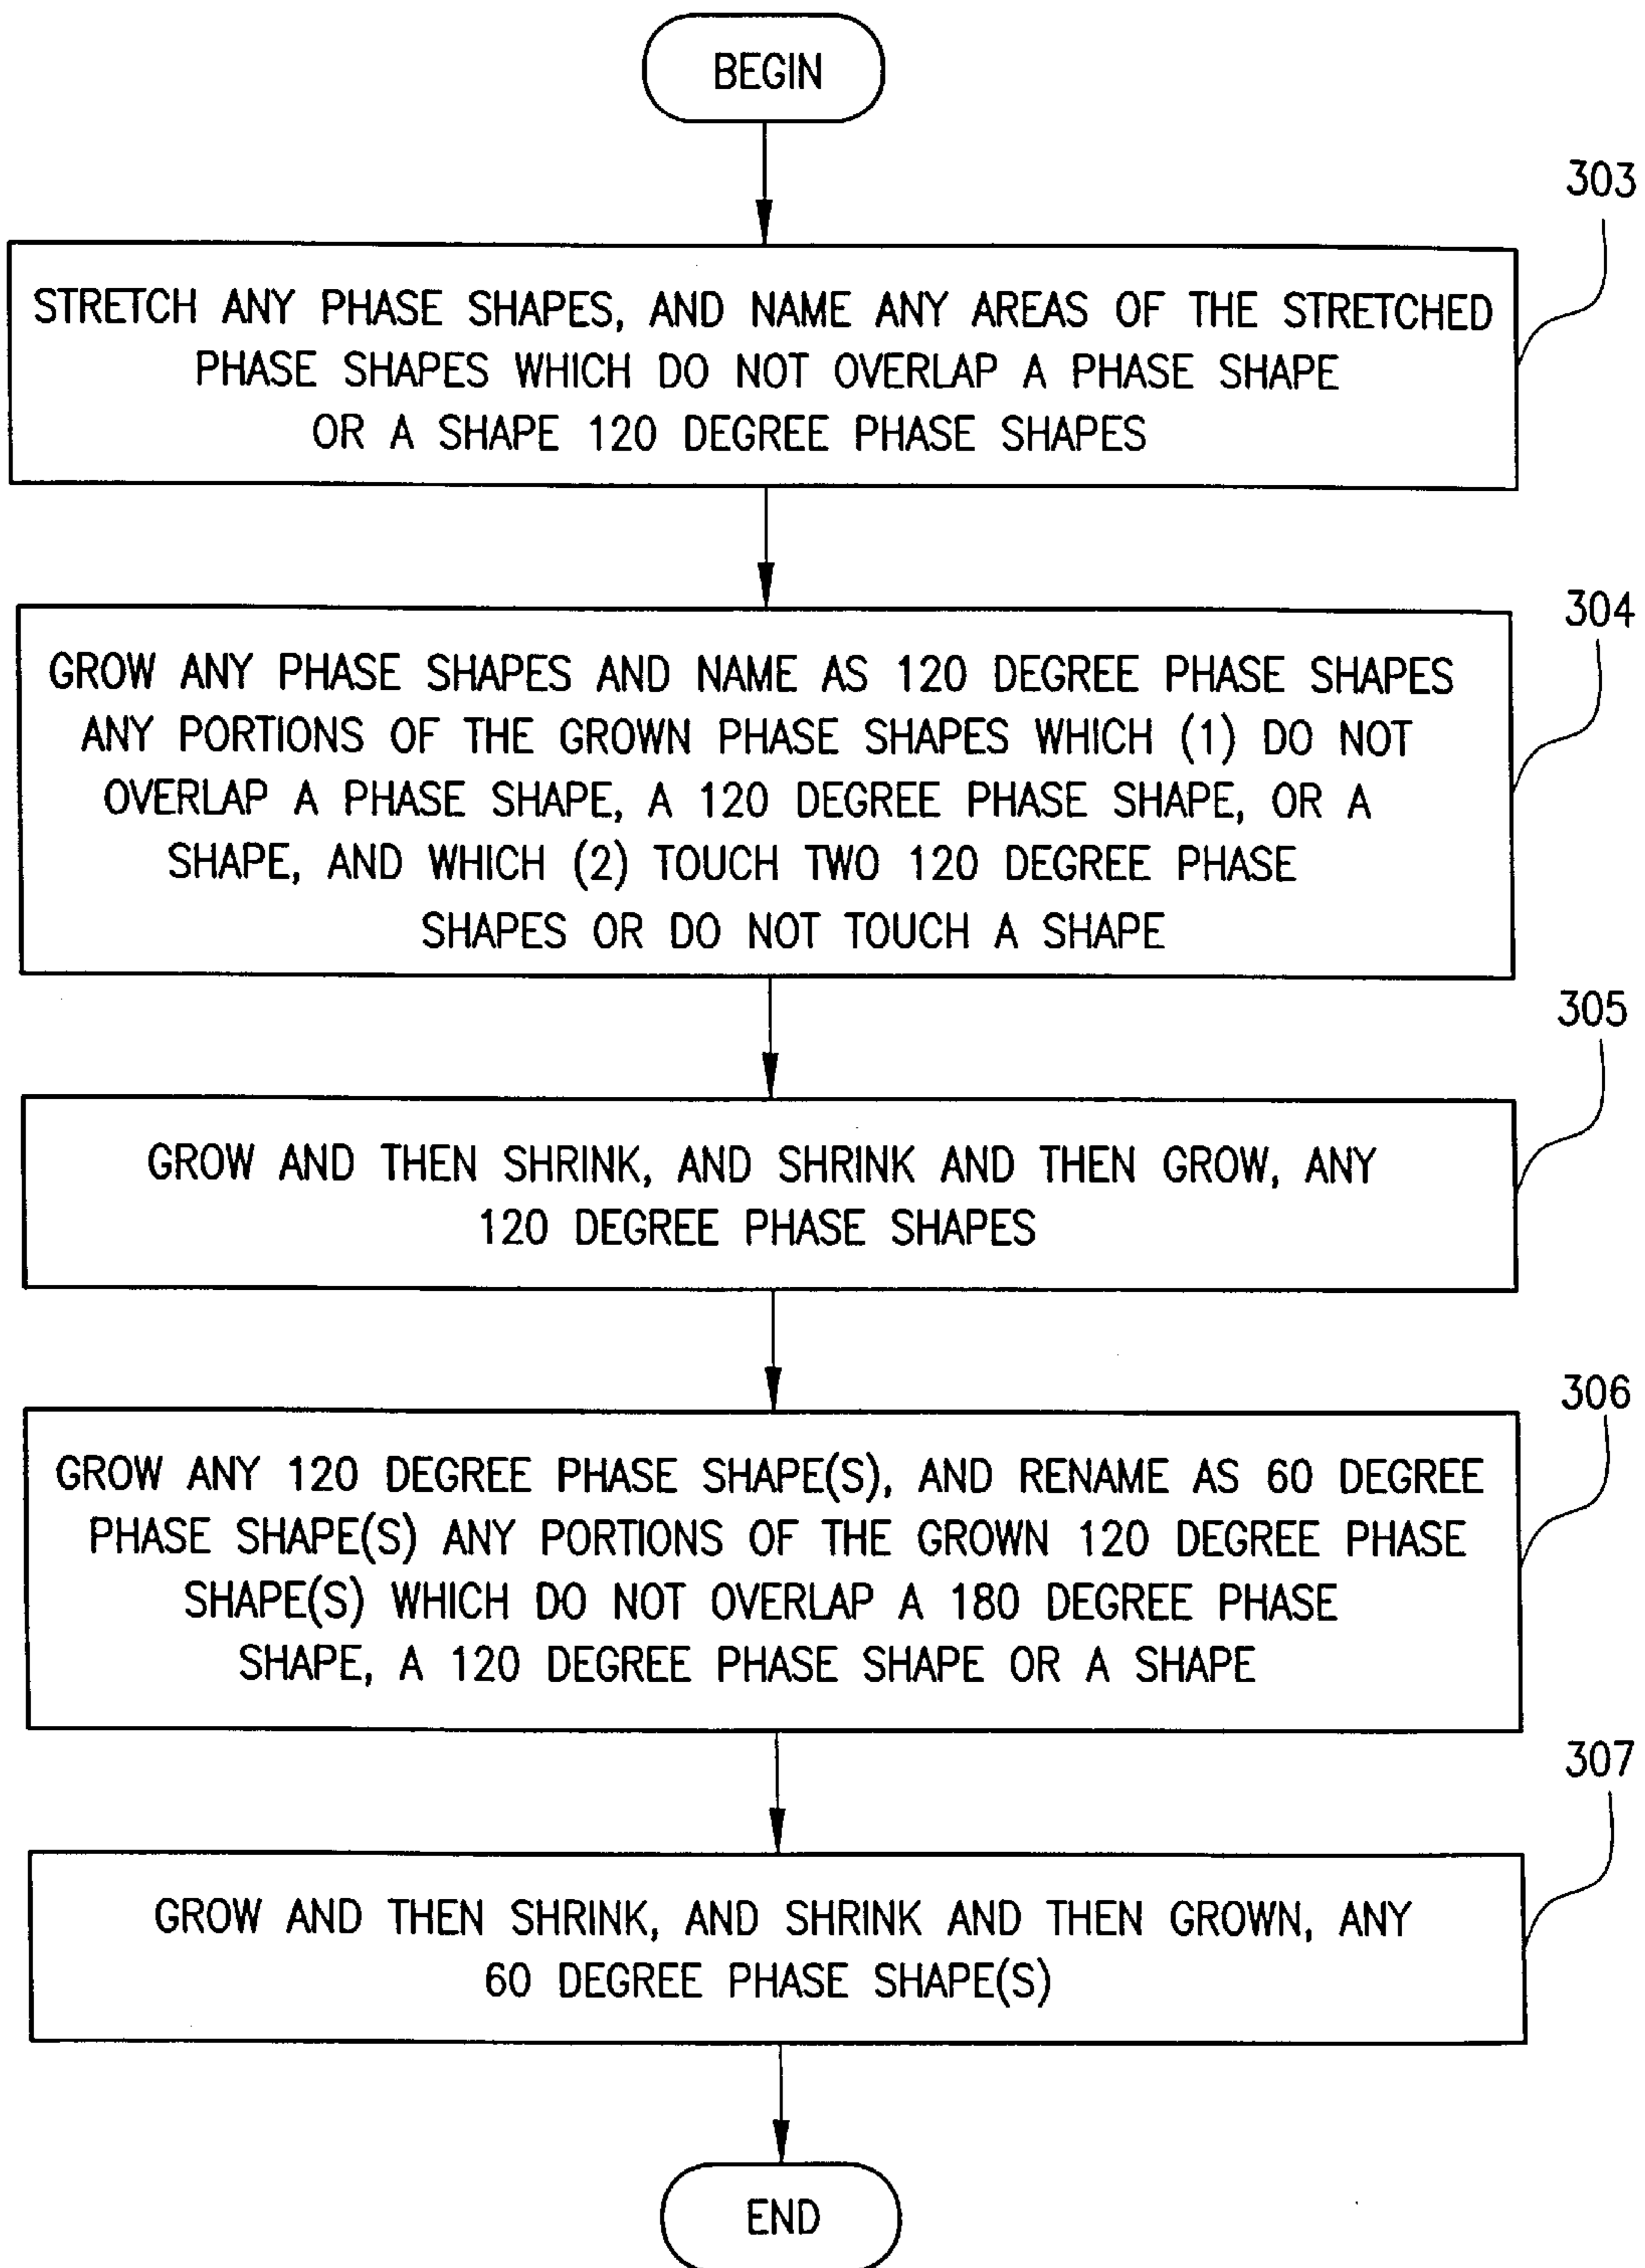 BEGIN
303
STRETCH ANY PHASE SHAPES, AND NAME ANY AREAS OF THE STRETCHED
PHASE SHAPES WHICH DO NOT OVERLAP A PHASE SHAPE
OR A SHAPE 120 DEGREE PHASE SHAPES
304
GROW ANY PHASE SHAPES AND NAME AS 120 DEGREE PHASE SHAPES
ANY PORTIONS OF THE GROWN PHASE SHAPES WHICH (1) DO NOT
OVERLAP A PHASE SHAPE, A 120 DEGREE PHASE SHAPE, OR A
SHAPE, AND WHICH (2) TOUCH TWO 120 DEGREE PHASE
SHAPES OR DO NOT TOUCH A SHAPE
305
GROW AND THEN SHRINK, AND SHRINK AND THEN GROW, ANY
120 DEGREE PHASE SHAPES
306
GROW ANY 120 DEGREE PHASE SHAPE(S), AND RENAME AS 60 DEGREE
PHASE SHAPE(S) ANY PORTIONS OF THE GROWN 120 DEGREE PHASE
SHAPE(S) WHICH DO NOT OVERLAP A 180 DEGREE PHASE
SHAPE, A 120 DEGREE PHASE SHAPE OR A SHAPE
307
GROW AND THEN SHRINK, AND SHRINK AND THEN GROWN, ANY
60 DEGREE PHASE SHAPE(S)
END